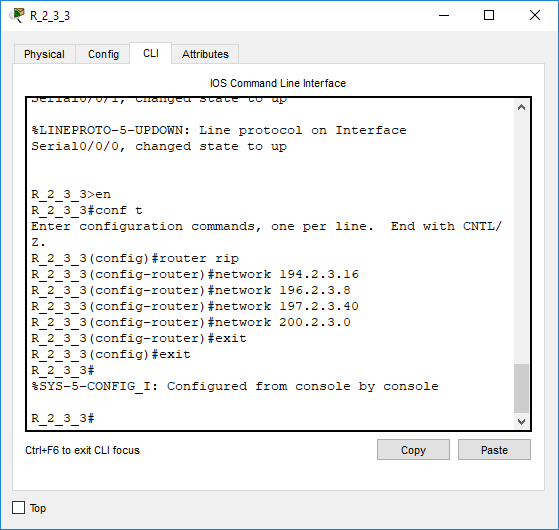 R_2_3_3
Physical Config CLI Attributes
IOS Command Line Interface
Serial0/0/1, changed state to up
%LINEPROTO-5-UPDOWN: Line protocol on Interface
Serial0/0/0, changed state to up
R_2_3_3>en
R_2_3_3#conf t
Enter configuration commands, one per line.  End with CNTL/
Z.
R_2_3_3(config)#router rip
R_2_3_3(config-router)#network 194.2.3.16
R_2_3_3(config-router)#network 196.2.3.8
R_2_3_3(config-router)#network 197.2.3.40
R_2_3_3(config-router)#network 200.2.3.0
R_2_3_3(config-router)#exit
R_2_3_3(config)#exit
R_2_3_3#
%SYS-5-CONFIG_I: Configured from console by console
R_2_3_3#
Ctrl+F6 to exit CLI focus
Copy Paste
Top